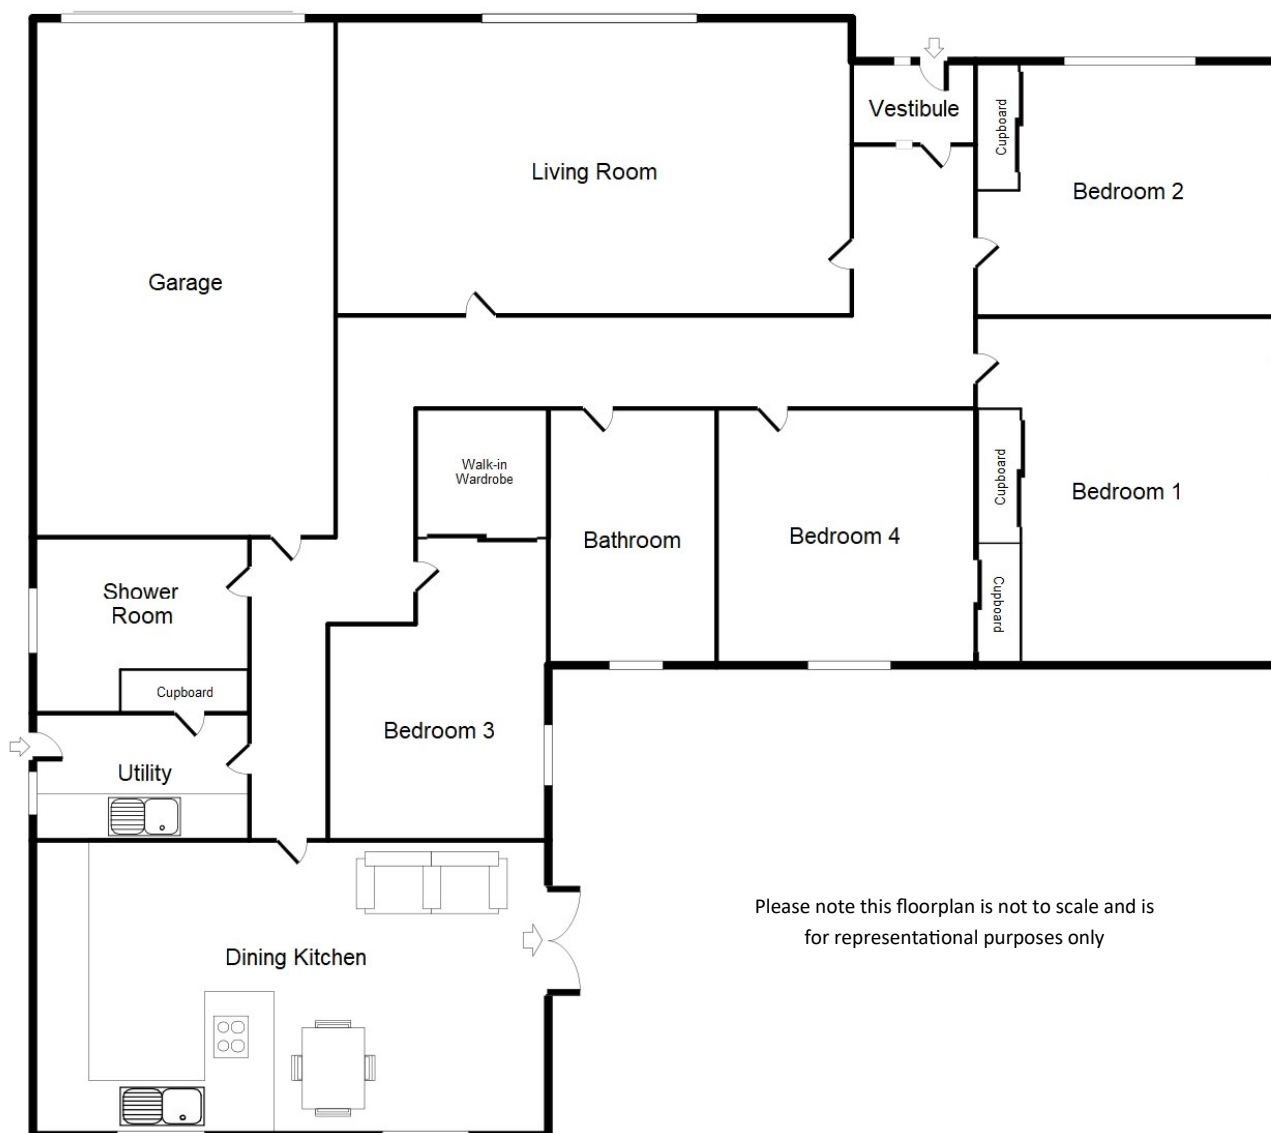 Vestibule
Cupboard
Living Room
Bedroom 2
Garage
Walk-in
Wardrobe
Cupboard
Bedroom 1
Bathroom
Bedroom 4
Shower
Room
Cupboard
Cupboard
Bedroom 3
Utility
Dining Kitchen
Please note this floorplan is not to scale and is
for representational purposes only